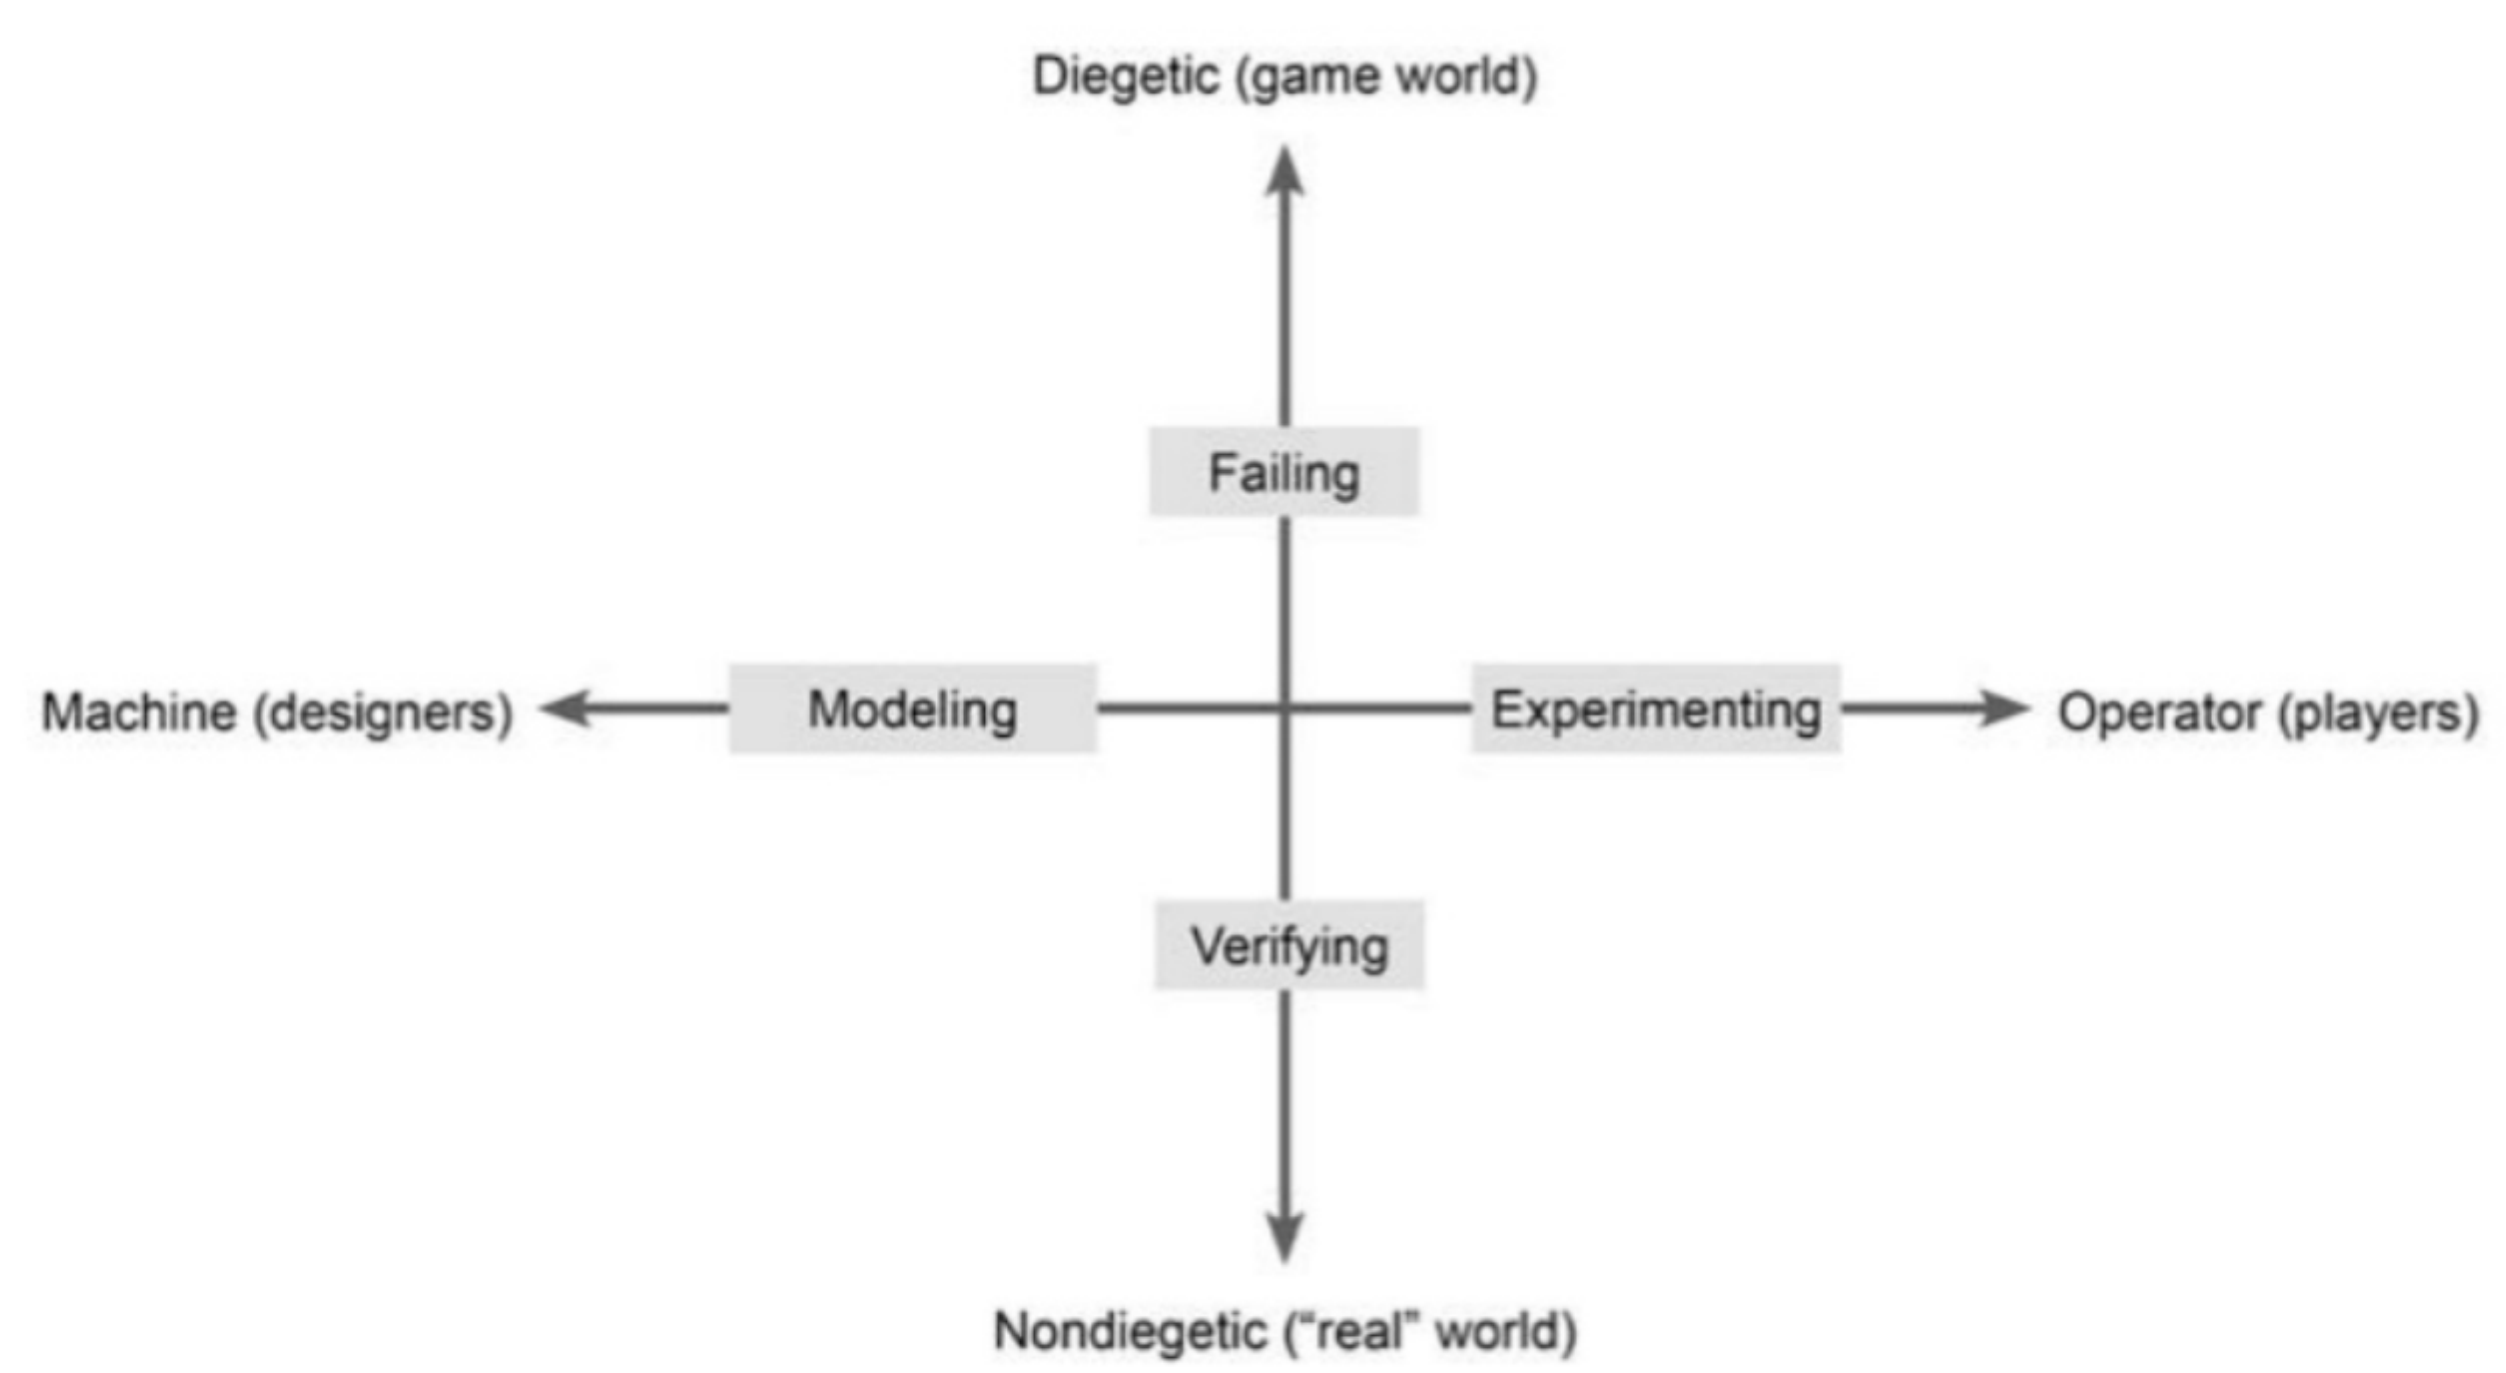 Diegetic (game world)
Failing
Machine (designers)
Modeling
Experimenting
Operator (players)
Verifying
Nondiegetic (“real” world)